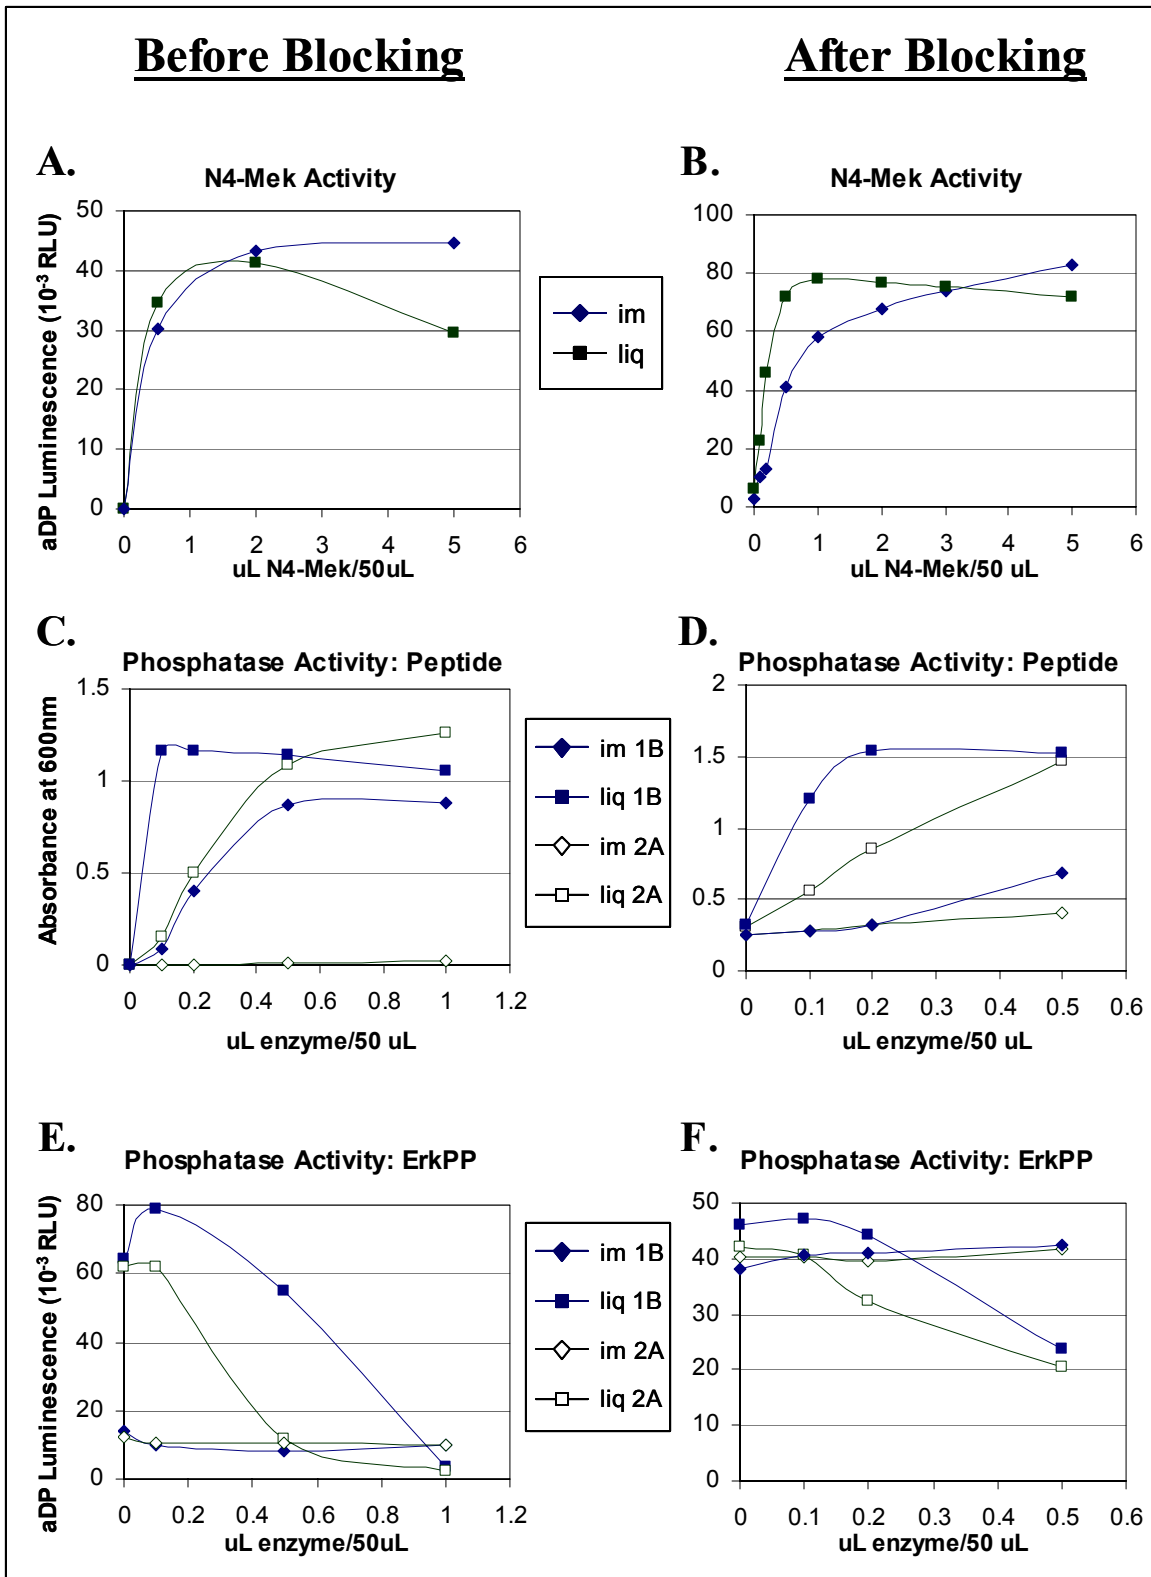 Before Blocking
After Blocking
A.
N4-Mek Activity
aDP Luminescence (10⁻³ RLU)
50
40
30
20
10
0
0 1 2 3 4 5 6
uL N4-Mek/50uL
im
liq
B.
N4-Mek Activity
100
80
60
40
20
0
0 1 2 3 4 5 6
uL N4-Mek/50 uL
C.
Phosphatase Activity: Peptide
Absorbance at 600nm
1.5
1
0.5
0
0 0.2 0.4 0.6 0.8 1 1.2
uL enzyme/50 uL
im 1B
liq 1B
im 2A
liq 2A
D.
Phosphatase Activity: Peptide
2
1.5
1
0.5
0
0 0.1 0.2 0.3 0.4 0.5 0.6
uL enzyme/50 uL
E.
Phosphatase Activity: ErkPP
aDP Luminescence (10⁻³ RLU)
80
60
40
20
0
0 0.2 0.4 0.6 0.8 1 1.2
uL enzyme/50uL
im 1B
liq 1B
im 2A
liq 2A
F.
Phosphatase Activity: ErkPP
50
40
30
20
10
0
0 0.1 0.2 0.3 0.4 0.5 0.6
uL enzyme/50 uL